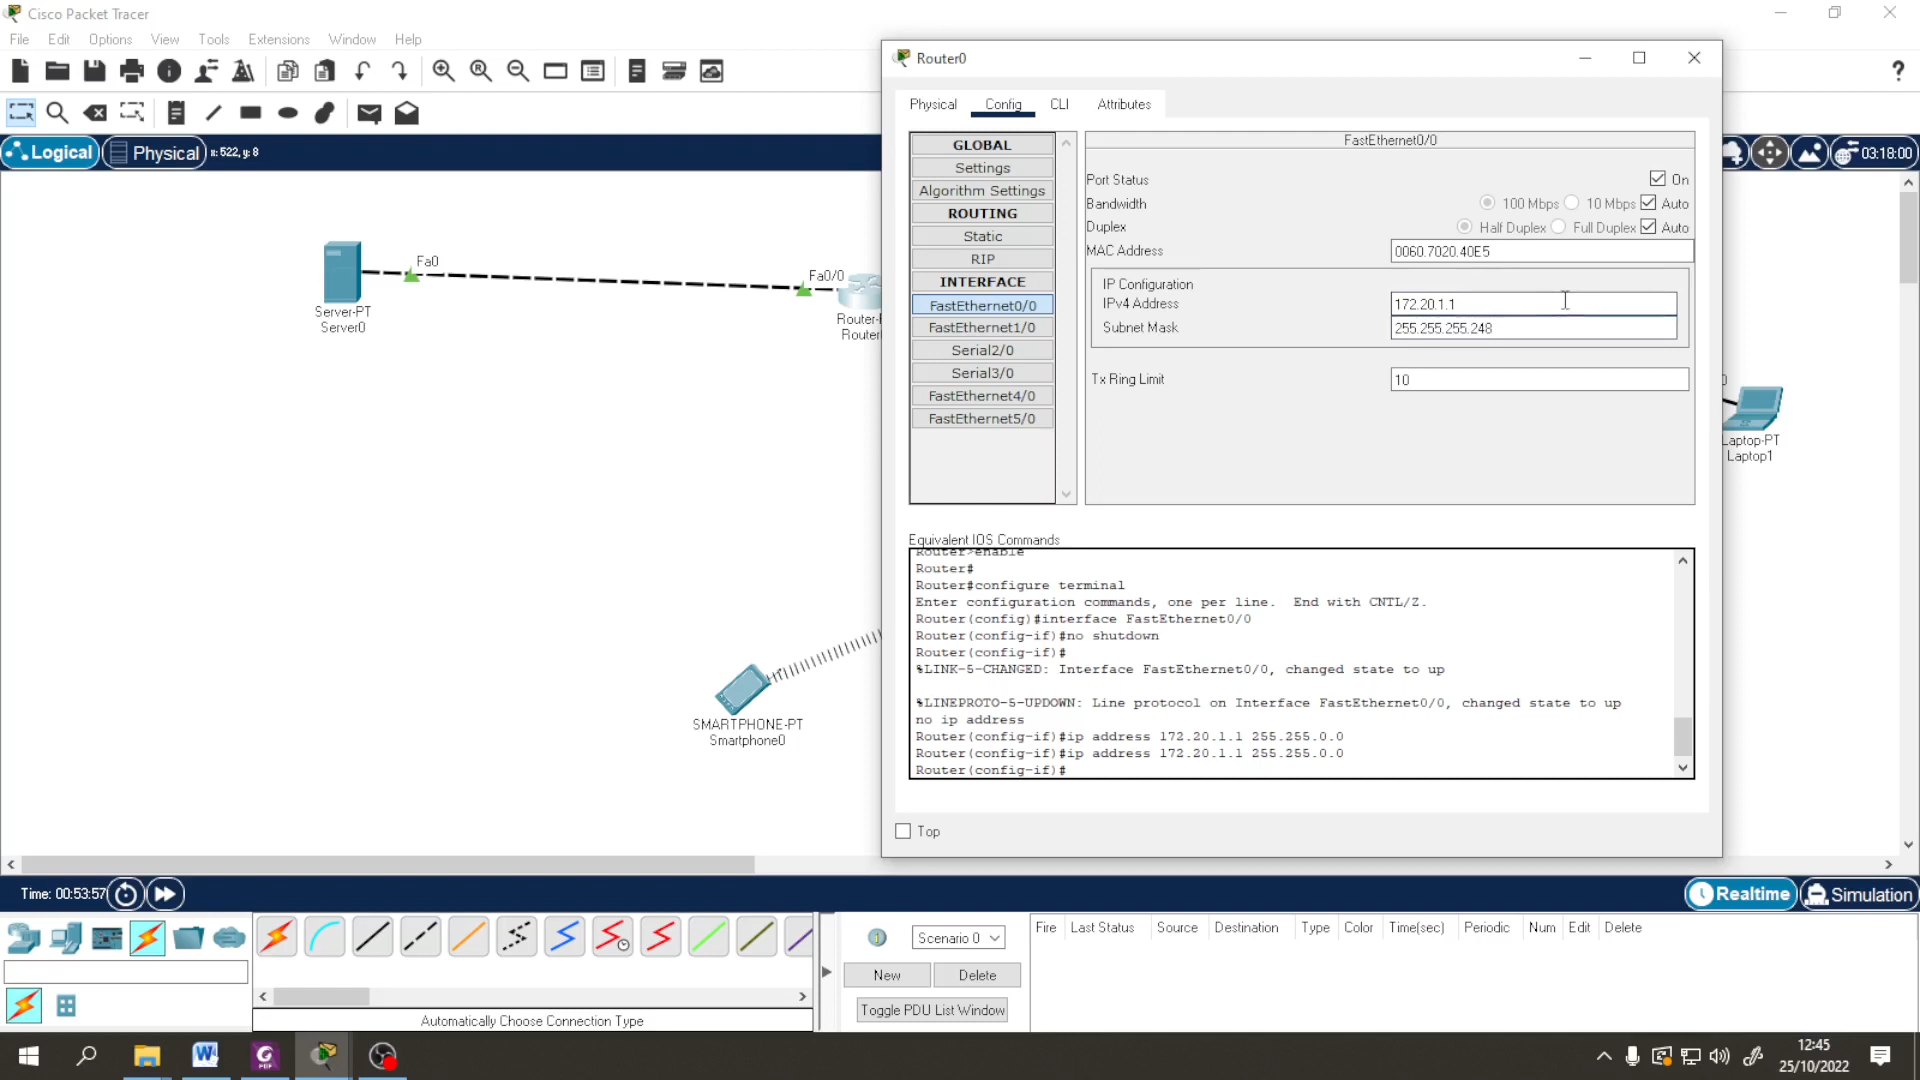 Cisco Packet Tracer
File Edit Options View Tools Extensions Window Help
Logical Physical x: 522, y: 8
03:18:00
Fa0
Fa0/0
Server-PT
Server0
SMARTPHONE-PT
Smartphone0
Laptop-PT
Laptop1
Router0
Physical Config CLI Attributes
GLOBAL
Settings
Algorithm Settings
ROUTING
Static
RIP
INTERFACE
FastEthernet0/0
FastEthernet1/0
Serial2/0
Serial3/0
FastEthernet4/0
FastEthernet5/0
FastEthernet0/0
Port Status On
Bandwidth 100 Mbps 10 Mbps Auto
Duplex Half Duplex Full Duplex Auto
MAC Address 0060.7020.40E5
IP Configuration
IPv4 Address 172.20.1.1
Subnet Mask 255.255.255.248
Tx Ring Limit 10
Equivalent IOS Commands
Router>enable
Router#
Router#configure terminal
Enter configuration commands, one per line. End with CNTL/Z.
Router(config)#interface FastEthernet0/0
Router(config-if)#no shutdown
Router(config-if)#
%LINK-5-CHANGED: Interface FastEthernet0/0, changed state to up
%LINEPROTO-5-UPDOWN: Line protocol on Interface FastEthernet0/0, changed state to up
no ip address
Router(config-if)#ip address 172.20.1.1 255.255.0.0
Router(config-if)#ip address 172.20.1.1 255.255.0.0
Router(config-if)#
Top
Time: 00:53:57
Realtime Simulation
Scenario 0
New Delete
Toggle PDU List Window
Fire Last Status Source Destination Type Color Time(sec) Periodic Num Edit Delete
Automatically Choose Connection Type
12:45
25/10/2022